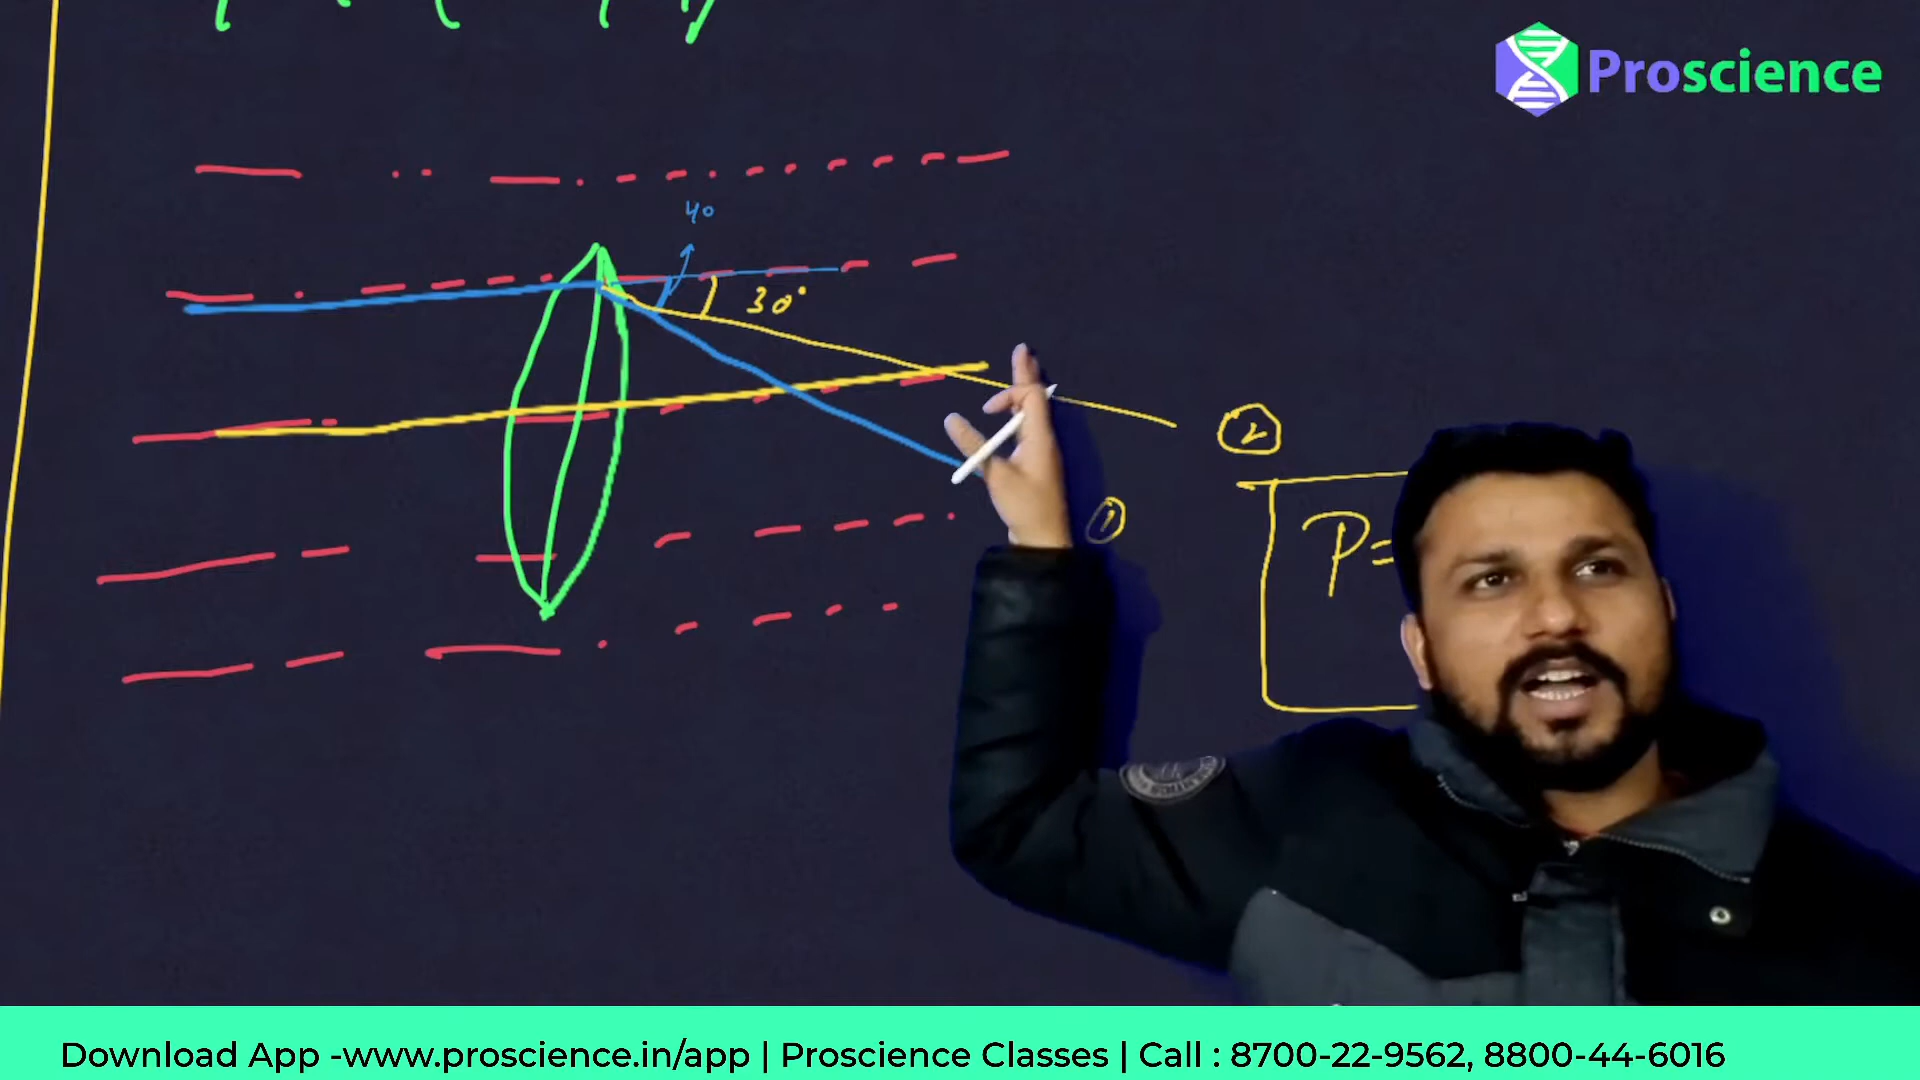 Proscience
40
30°
2
1
P=
Download App -www.proscience.in/app | Proscience Classes | Call : 8700-22-9562, 8800-44-6016